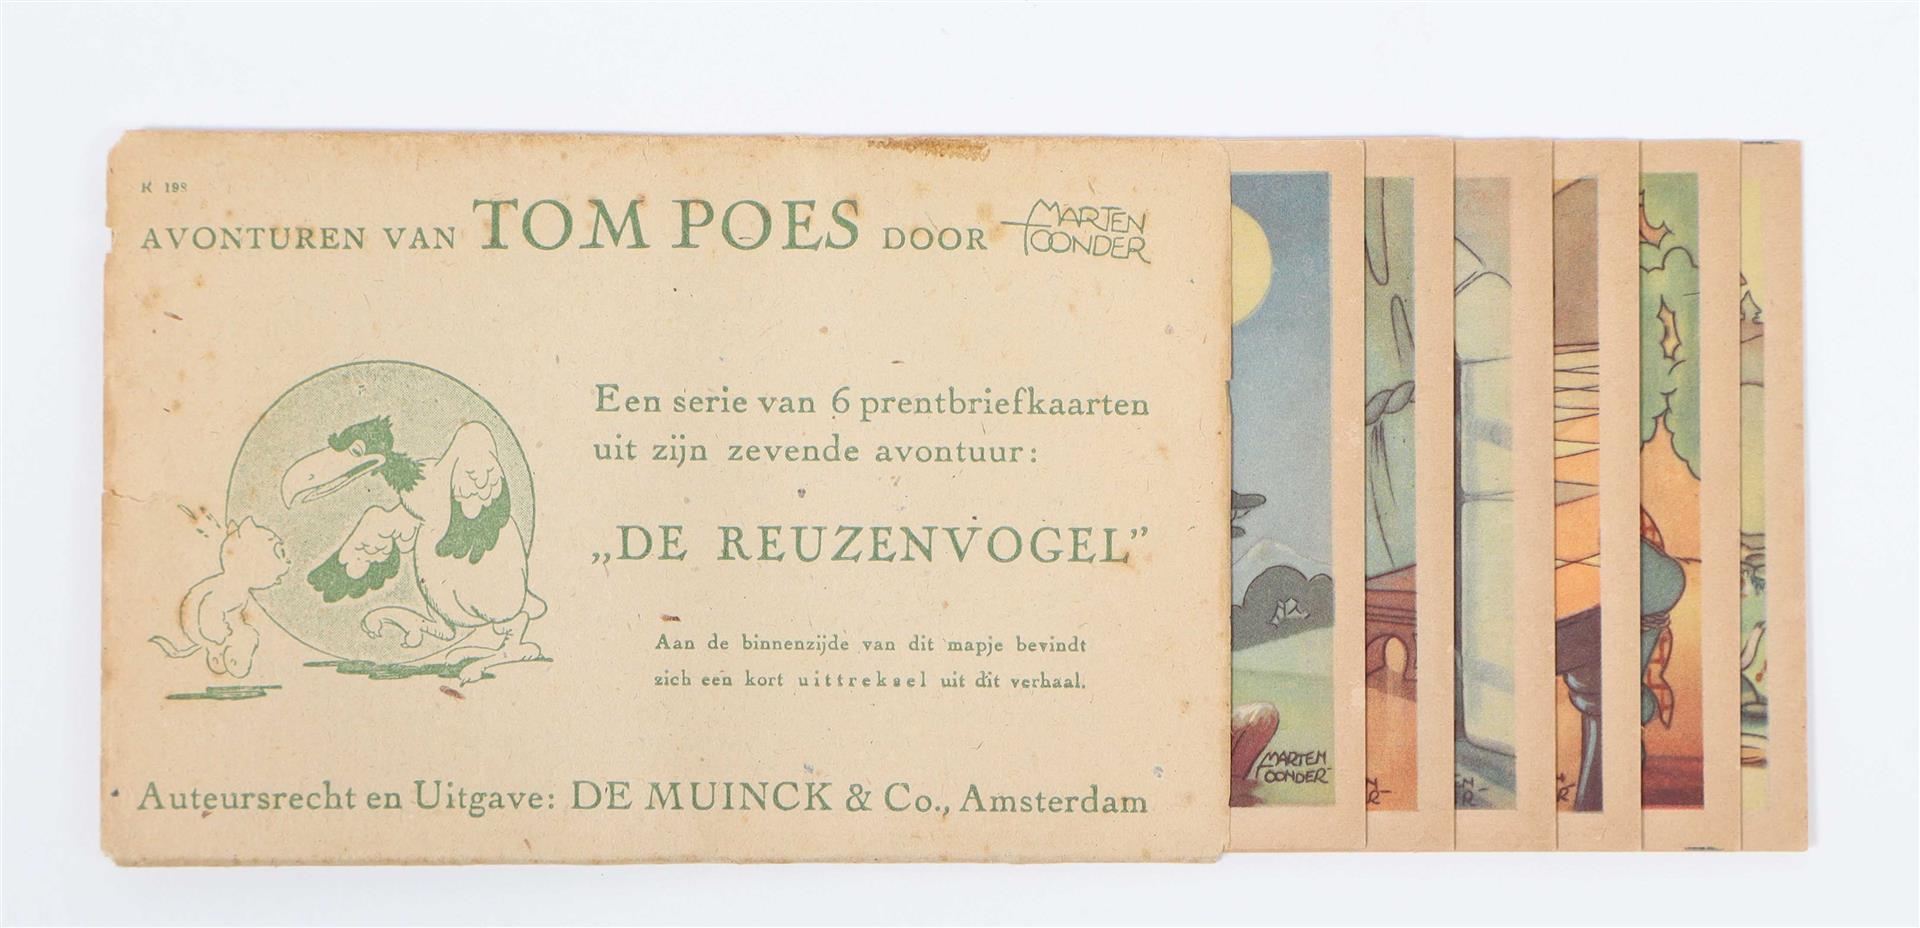 K 198
AVONTUREN VAN TOM POES DOOR MARTEN TOONDER
Een serie van 6 prentbriefkaarten
uit zijn zevende avontuur:
„DE REUZENVOGEL”
Aan de binnenzijde van dit mapje bevindt
zich een kort uittreksel uit dit verhaal.
Auteursrecht en Uitgave: DE MUINCK & Co., Amsterdam
MARTEN
TOONDER